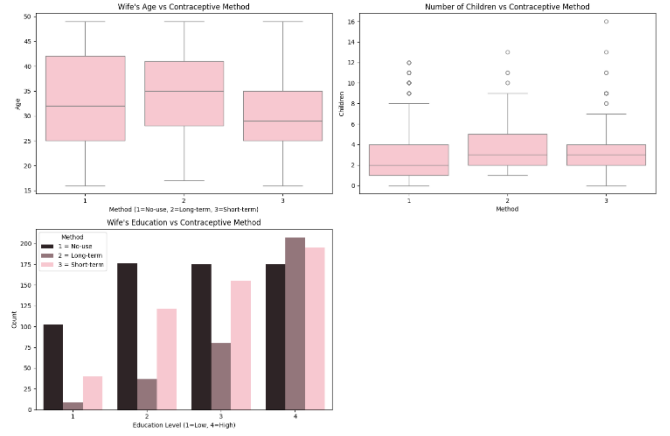 Wife's Age vs Contraceptive Method
Age
50
45
40
35
30
25
20
15
1
2
3
Method (1=No-use, 2=Long-term, 3=Short-term)
Number of Children vs Contraceptive Method
Children
16
14
12
10
8
6
4
2
0
1
2
3
Method
Wife's Education vs Contraceptive Method
Method
1 = No-use
2 = Long-term
3 = Short-term
Count
200
175
150
125
100
75
50
25
0
1
2
3
4
Education Level (1=Low, 4=High)